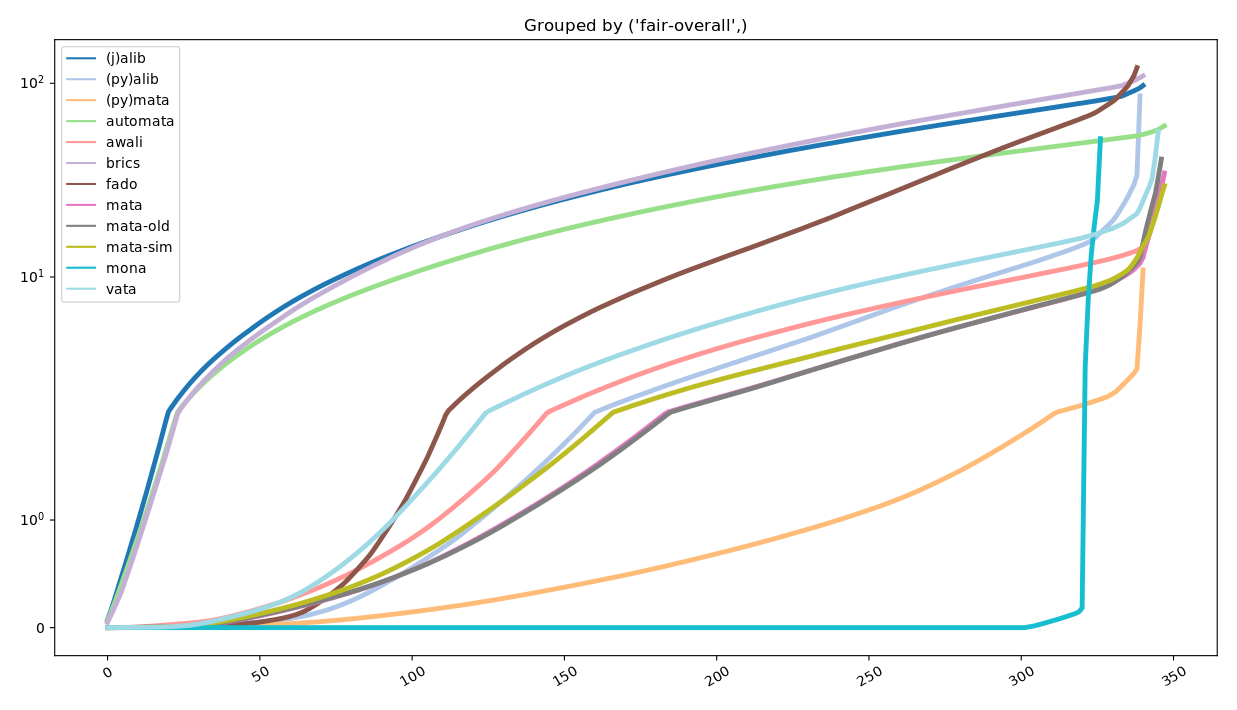 Grouped by ('fair-overall',)
(j)alib
(py)alib
(py)mata
automata
awali
brics
fado
mata
mata-old
mata-sim
mona
vata
10²
10¹
10⁰
0
0
50
100
150
200
250
300
350